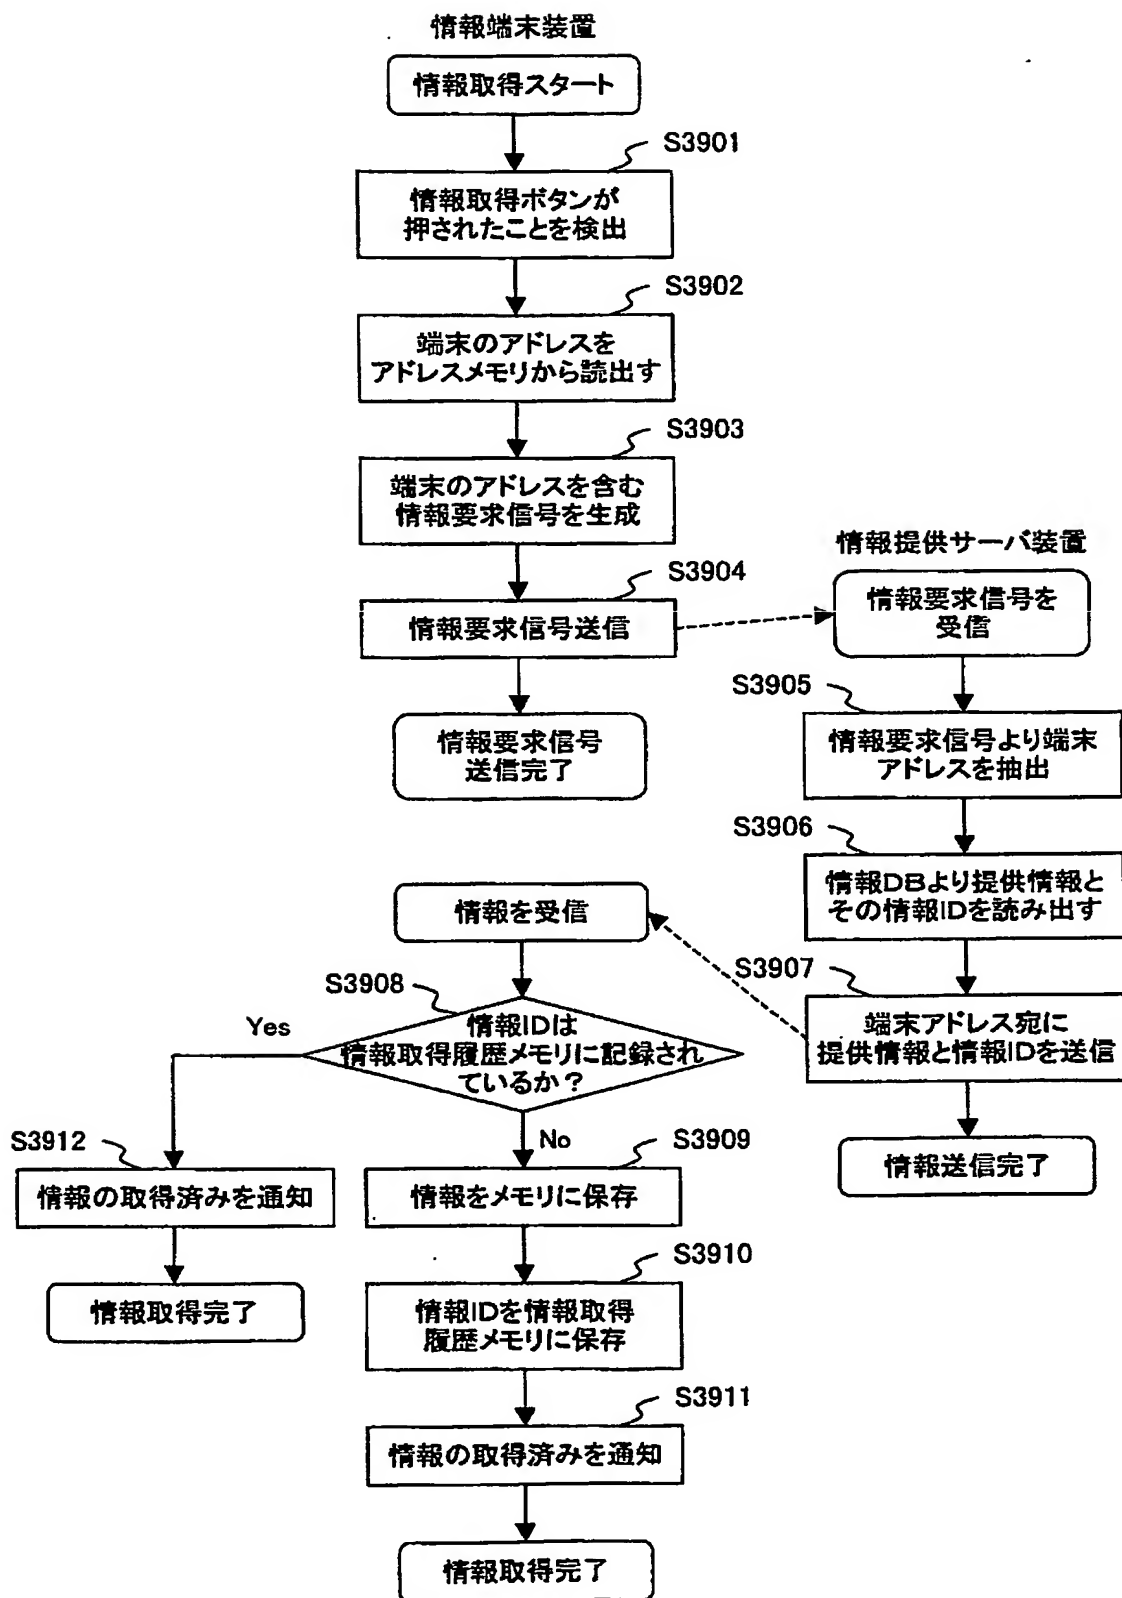 情報端末装置
情報取得スタート
S3901
情報取得ボタンが
押されたことを検出
S3902
端末のアドレスを
アドレスメモリから読出す
S3903
端末のアドレスを含む
情報要求信号を生成
S3904
情報要求信号送信
情報要求信号
送信完了
情報提供サーバ装置
情報要求信号を
受信
S3905
情報要求信号より端末
アドレスを抽出
S3906
情報DBより提供情報と
その情報IDを読み出す
S3907
端末アドレス宛に
提供情報と情報IDを送信
情報送信完了
情報を受信
S3908
情報IDは
情報取得履歴メモリに記録され
ているか?
Yes
No
S3912
情報の取得済みを通知
情報取得完了
S3909
情報をメモリに保存
S3910
情報IDを情報取得
履歴メモリに保存
S3911
情報の取得済みを通知
情報取得完了